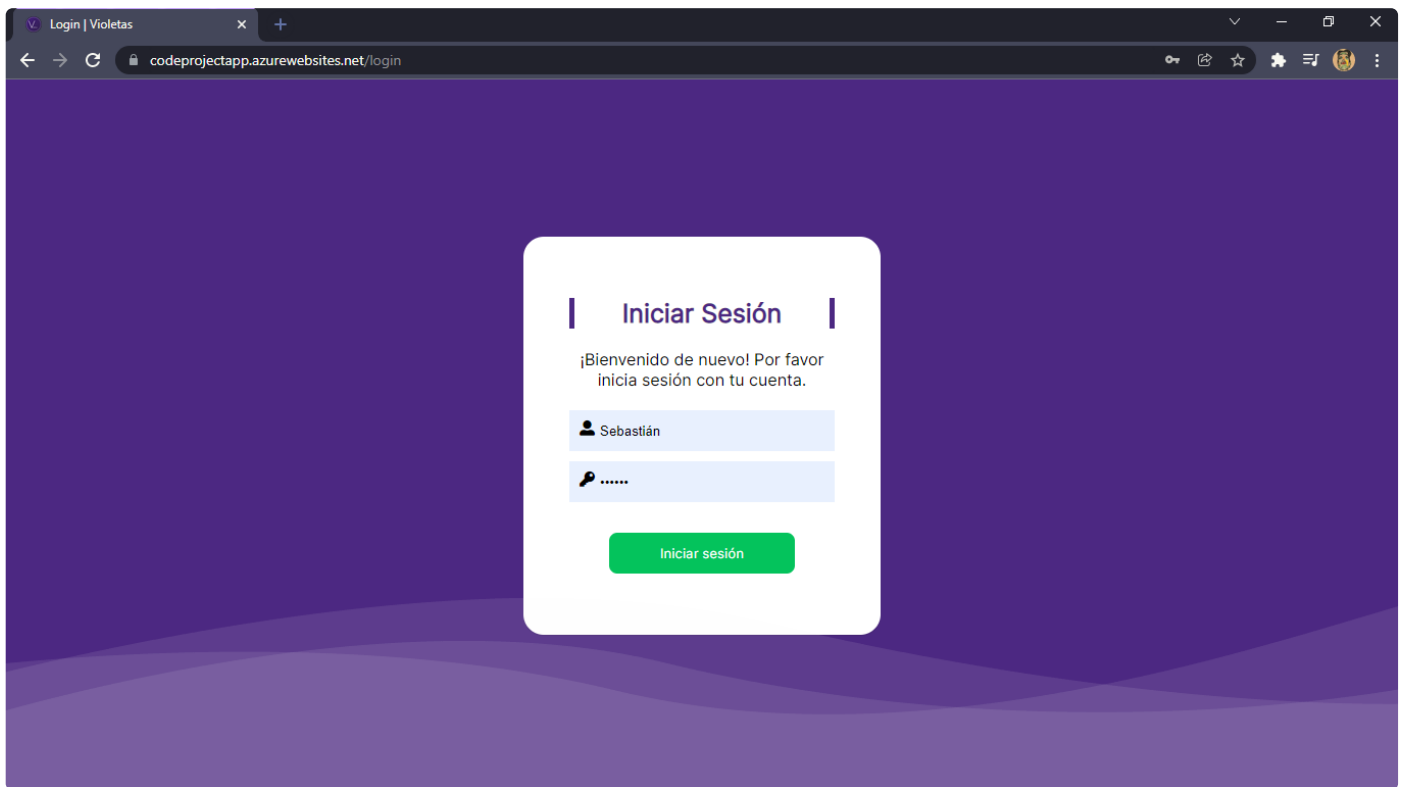 Login | Violetas
codeprojectapp.azurewebsites.net/login
Iniciar Sesión
¡Bienvenido de nuevo! Por favor
inicia sesión con tu cuenta.
Sebastián
••••••
Iniciar sesión